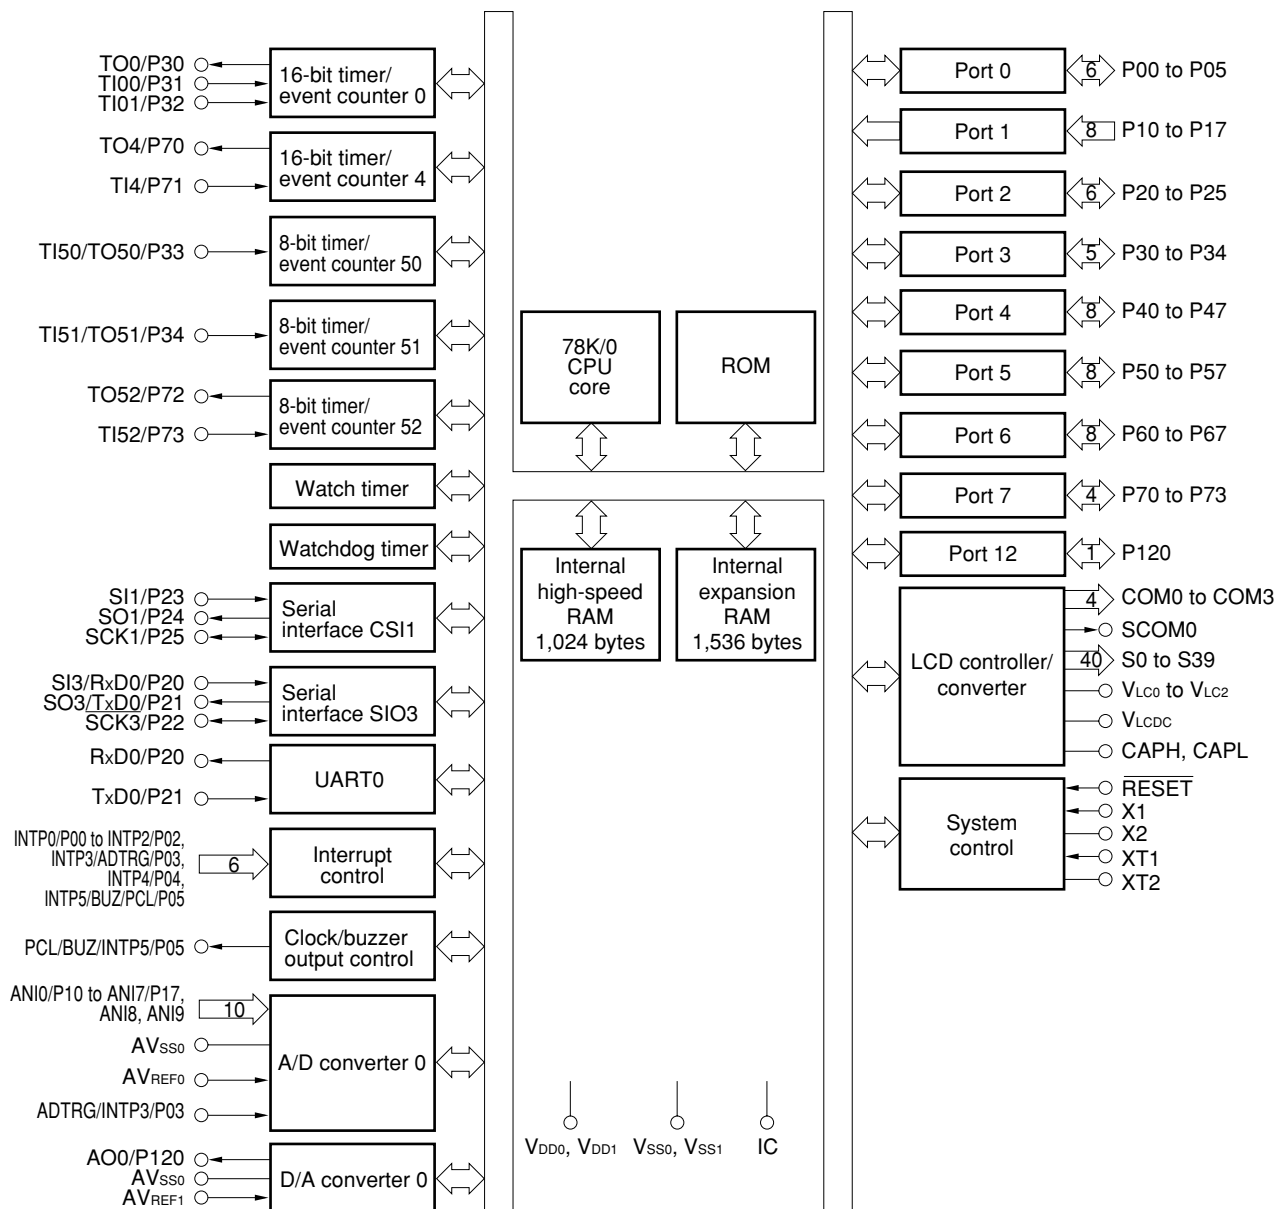 TO0/P30
TI00/P31
TI01/P32
16-bit timer/
event counter 0
TO4/P70
TI4/P71
16-bit timer/
event counter 4
TI50/TO50/P33
8-bit timer/
event counter 50
TI51/TO51/P34
8-bit timer/
event counter 51
TO52/P72
TI52/P73
8-bit timer/
event counter 52
Watch timer
Watchdog timer
SI1/P23
SO1/P24
SCK1/P25
Serial
interface CSI1
SI3/RxD0/P20
SO3/TxD0/P21
SCK3/P22
Serial
interface SIO3
RxD0/P20
TxD0/P21
UART0
INTP0/P00 to INTP2/P02,
INTP3/ADTRG/P03,
INTP4/P04,
INTP5/BUZ/PCL/P05
6
Interrupt
control
PCL/BUZ/INTP5/P05
Clock/buzzer
output control
ANI0/P10 to ANI7/P17,
ANI8, ANI9
10
AVSS0
AVREF0
ADTRG/INTP3/P03
A/D converter 0
AO0/P120
AVSS0
AVREF1
D/A converter 0
78K/0
CPU
core
ROM
Internal
high-speed
RAM
1,024 bytes
Internal
expansion
RAM
1,536 bytes
VDD0, VDD1
VSS0, VSS1
IC
Port 0
6
P00 to P05
Port 1
8
P10 to P17
Port 2
6
P20 to P25
Port 3
5
P30 to P34
Port 4
8
P40 to P47
Port 5
8
P50 to P57
Port 6
8
P60 to P67
Port 7
4
P70 to P73
Port 12
1
P120
LCD controller/
converter
4
COM0 to COM3
SCOM0
40
S0 to S39
VLC0 to VLC2
VLCDC
CAPH, CAPL
System
control
RESET
X1
X2
XT1
XT2